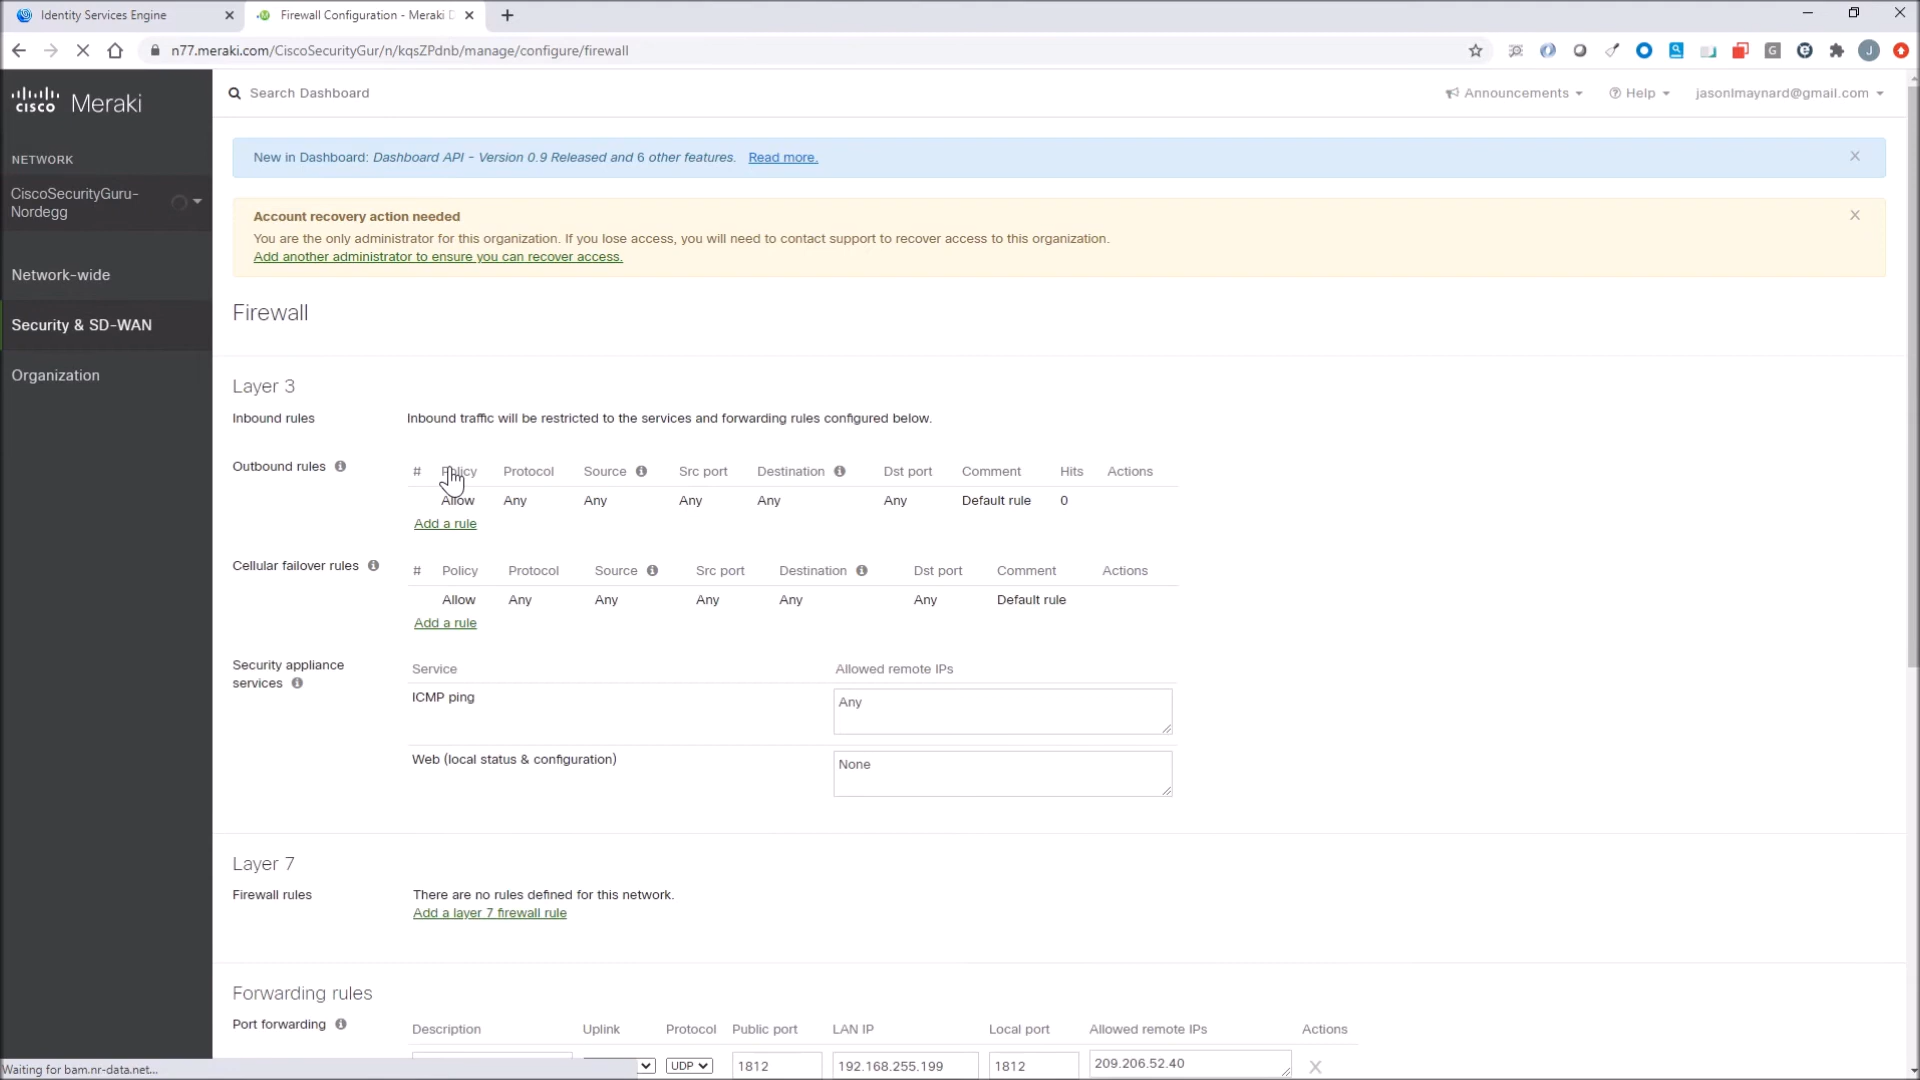 Identity Services Engine
Firewall Configuration - Meraki D
n77.meraki.com/CiscoSecurityGur/n/kqsZPdnb/manage/configure/firewall
J
cisco Meraki
Search Dashboard
Announcements
Help
jasonlmaynard@gmail.com
NETWORK
CiscoSecurityGuru-
Nordegg
Network-wide
Security & SD-WAN
Organization
New in Dashboard: Dashboard API - Version 0.9 Released and 6 other features. Read more.
X
Account recovery action needed
X
You are the only administrator for this organization. If you lose access, you will need to contact support to recover access to this organization.
Add another administrator to ensure you can recover access.
Firewall
Layer 3
Inbound rules Inbound traffic will be restricted to the services and forwarding rules configured below.
Outbound rules
# Policy Protocol Source Src port Destination Dst port Comment Hits Actions
Allow Any Any Any Any Any Default rule 0
Add a rule
Cellular failover rules
# Policy Protocol Source Src port Destination Dst port Comment Actions
Allow Any Any Any Any Any Default rule
Add a rule
Security appliance
services
Service Allowed remote IPs
ICMP ping Any
Web (local status & configuration) None
Layer 7
Firewall rules There are no rules defined for this network.
Add a layer 7 firewall rule
Forwarding rules
Port forwarding
Description Uplink Protocol Public port LAN IP Local port Allowed remote IPs Actions
UDP 1812 192.168.255.199 1812 209.206.52.40 X
Waiting for bam.nr-data.net...